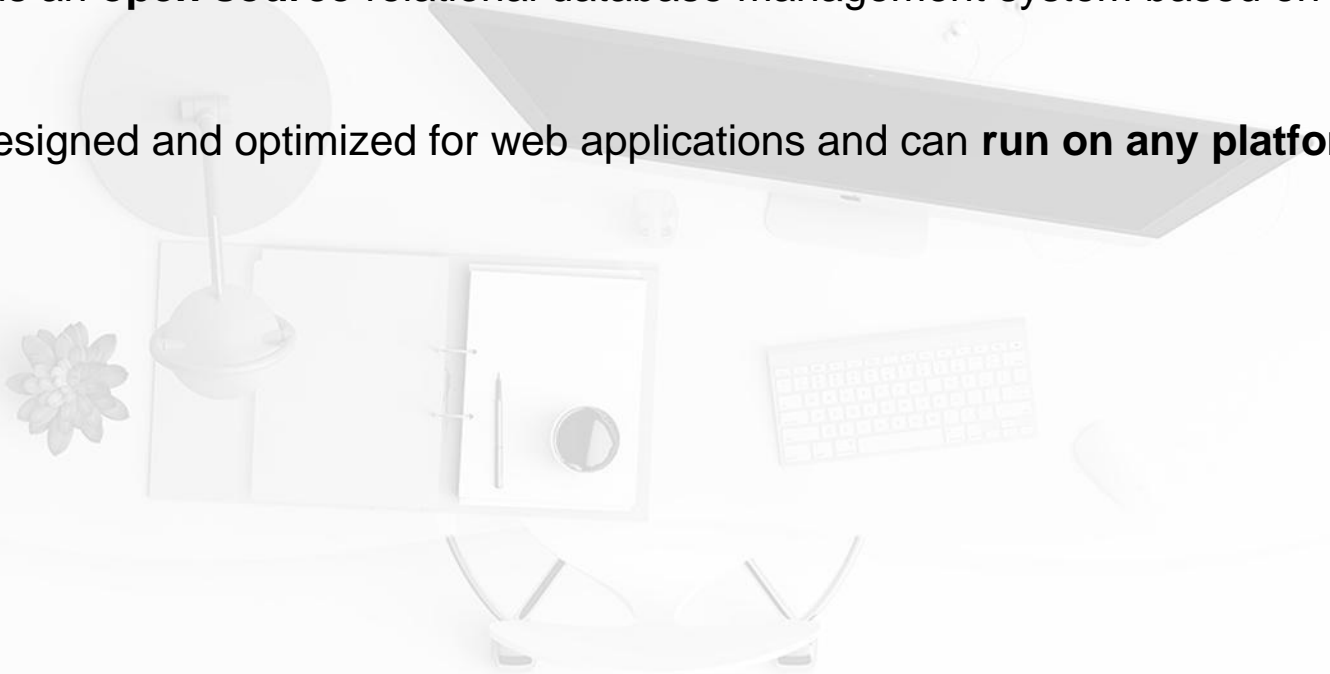 an open source relational database management system based on
esigned and optimized for web applications and can run on any platfo